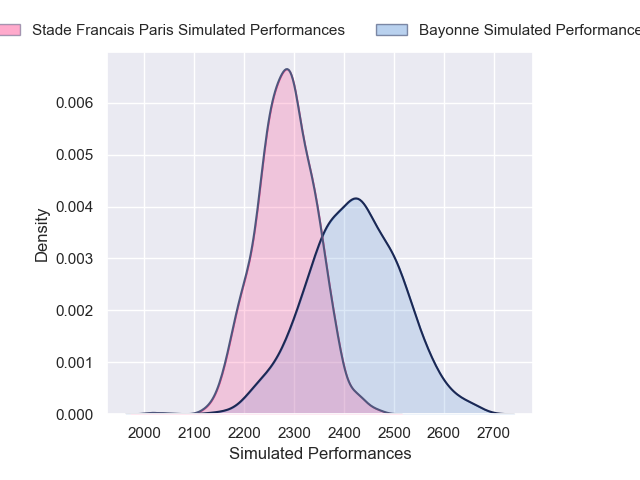 Stade Francais Paris Simulated Performances Bayonne Simulated Performance
0.006
0.005
0.004
0.003
0.002
0.001
0.000
Density
2000 2100 2200 2300 2400 2500 2600 2700
Simulated Performances